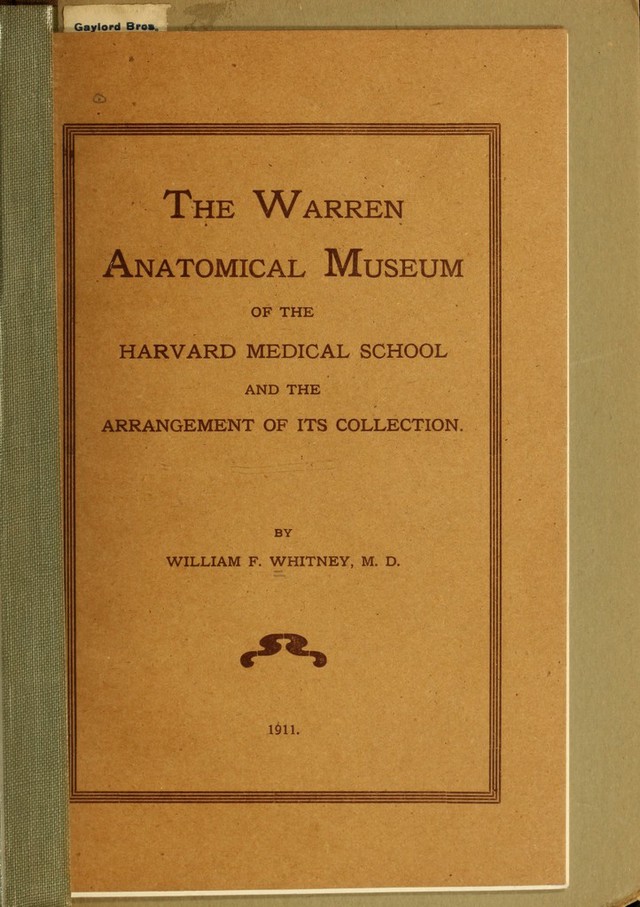 Gaylord Bros.
THE WARREN
ANATOMICAL MUSEUM
OF THE
HARVARD MEDICAL SCHOOL
AND THE
ARRANGEMENT OF ITS COLLECTION.
BY
WILLIAM F. WHITNEY, M. D.
1911.